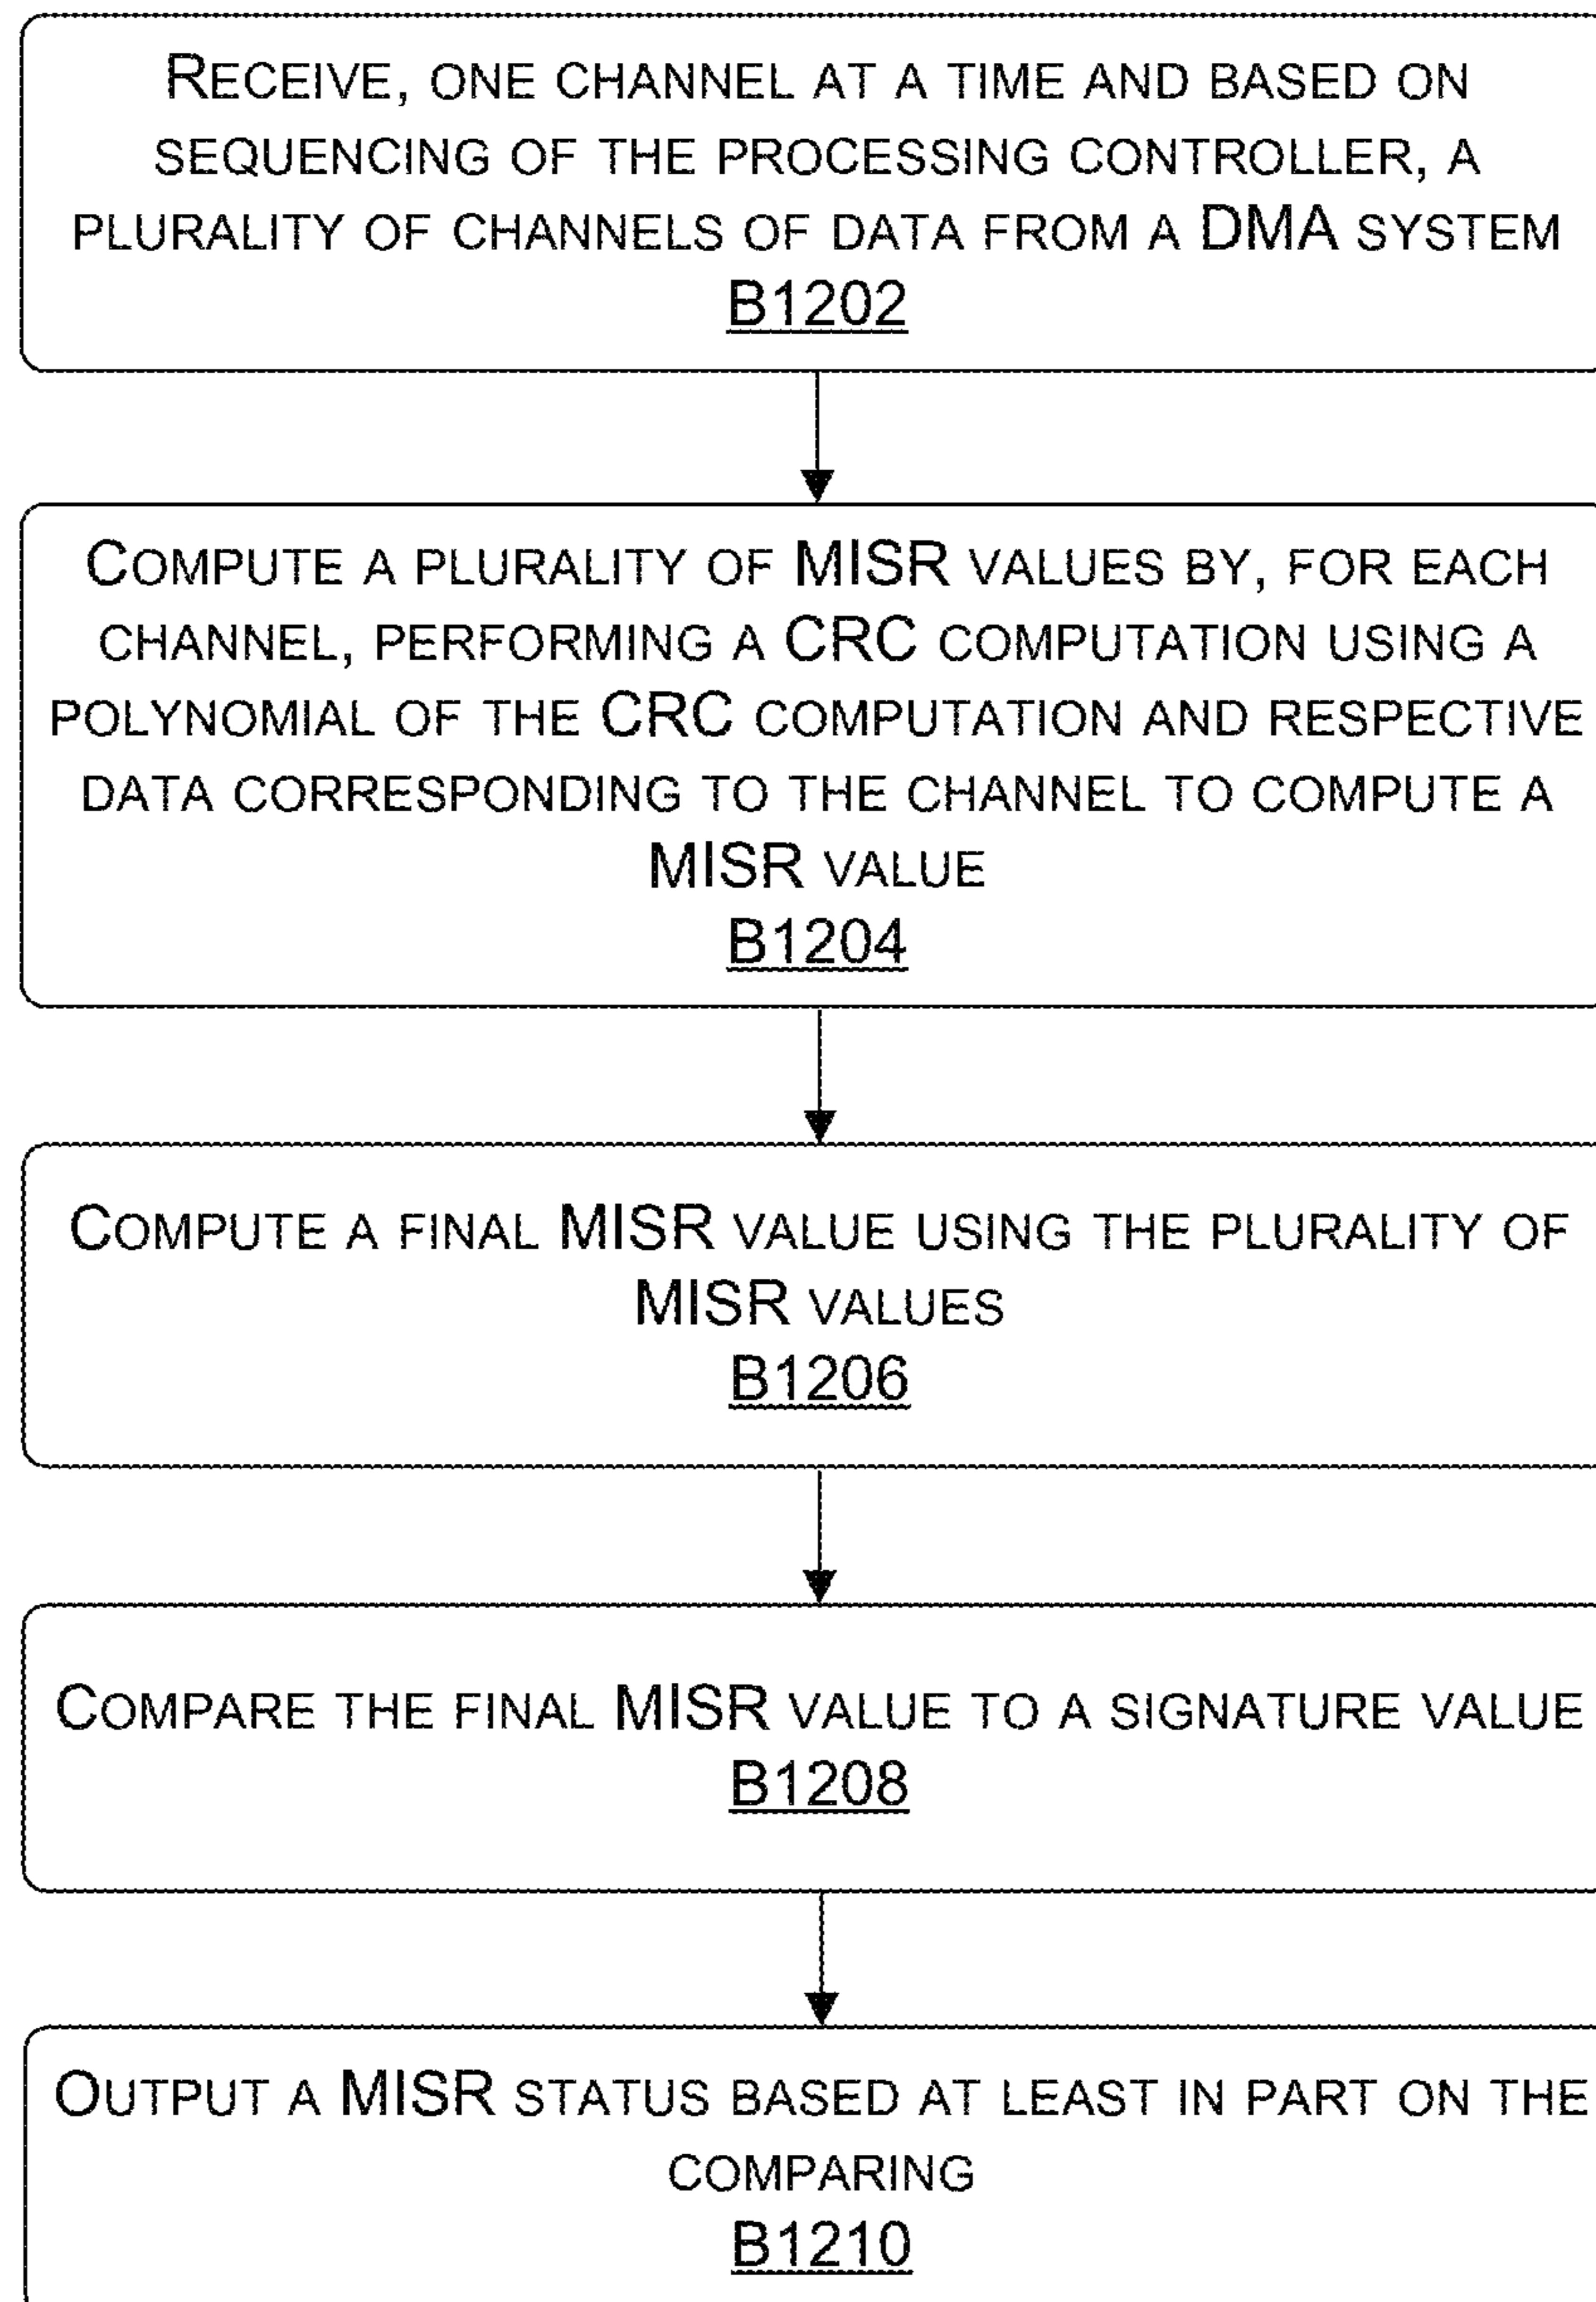 RECEIVE, ONE CHANNEL AT A TIME AND BASED ON
SEQUENCING OF THE PROCESSING CONTROLLER, A
PLURALITY OF CHANNELS OF DATA FROM A DMA SYSTEM
B1202
COMPUTE A PLURALITY OF MISR VALUES BY, FOR EACH
CHANNEL, PERFORMING A CRC COMPUTATION USING A
POLYNOMIAL OF THE CRC COMPUTATION AND RESPECTIVE
DATA CORRESPONDING TO THE CHANNEL TO COMPUTE A
MISR VALUE
B1204
COMPUTE A FINAL MISR VALUE USING THE PLURALITY OF
MISR VALUES
B1206
COMPARE THE FINAL MISR VALUE TO A SIGNATURE VALUE
B1208
OUTPUT A MISR STATUS BASED AT LEAST IN PART ON THE
COMPARING
B1210